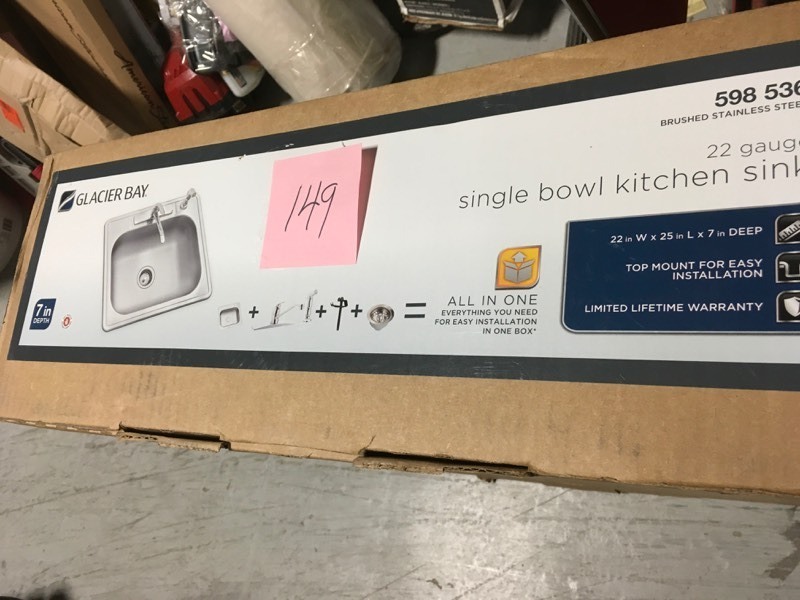 598 536
BRUSHED STAINLESS STEE
22 gauge
single bowl kitchen sink
GLACIER BAY
149
22 in W x 25 in L x 7 in DEEP
TOP MOUNT FOR EASY
INSTALLATION
LIMITED LIFETIME WARRANTY
7 in
DEPTH
+ + + =
ALL IN ONE
EVERYTHING YOU NEED
FOR EASY INSTALLATION
IN ONE BOX*